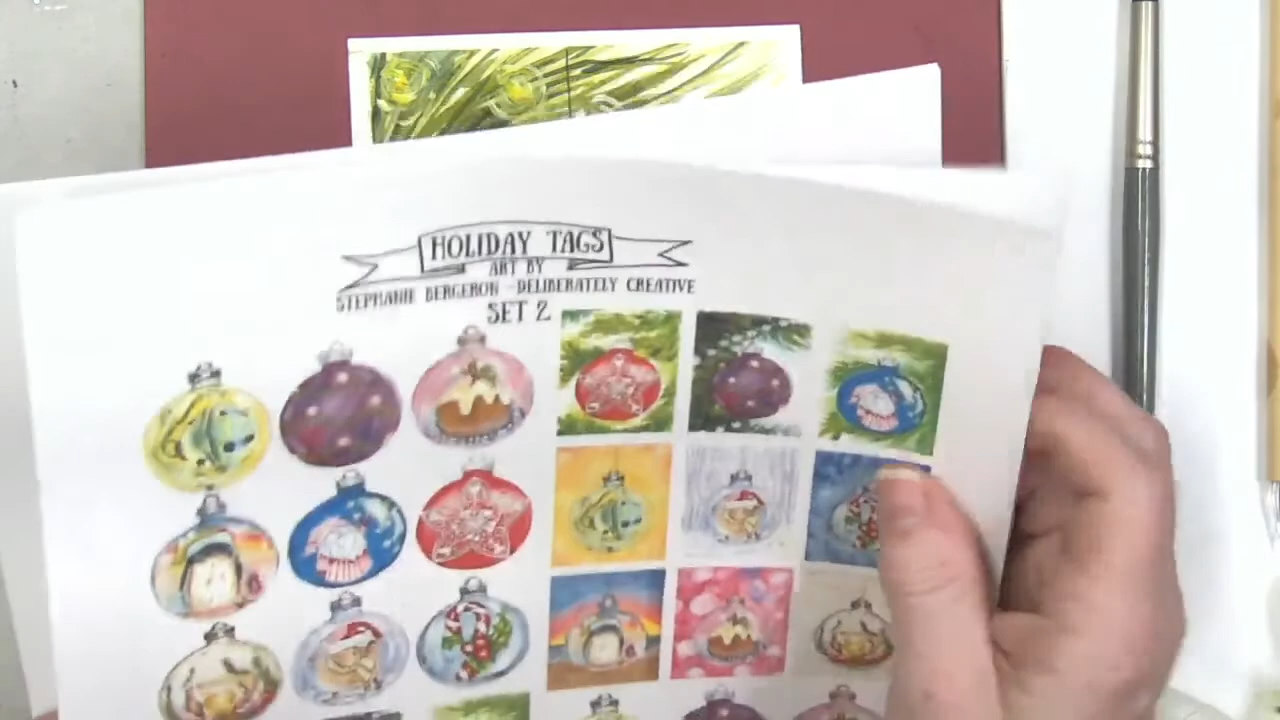 HOLIDAY TAGS
ART BY
STEPHANIE BERGERON - DELIBERATELY CREATIVE
SET 2